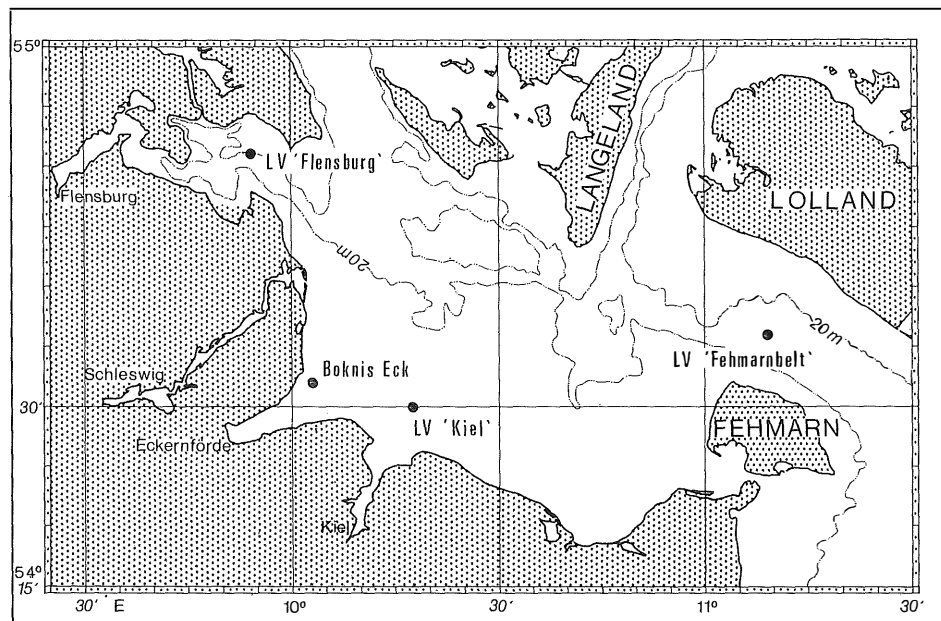 55°
LANGELAND
LV 'Flensburg'
Flensburg
LOLLAND
20m
20m
LV 'Fehmarnbelt'
Boknis Eck
Schleswig
30'
LV 'Kiel'
FEHMARN
Eckernförde
Kiel
54°
15'
30' E
10°
30'
11°
30'